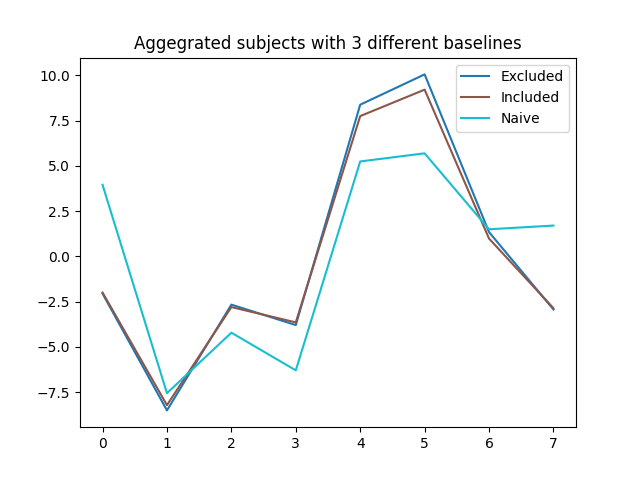 Aggegrated subjects with 3 different baselines
Excluded
Included
Naive
10.0
7.5
5.0
2.5
0.0
−2.5
−5.0
−7.5
0 1 2 3 4 5 6 7